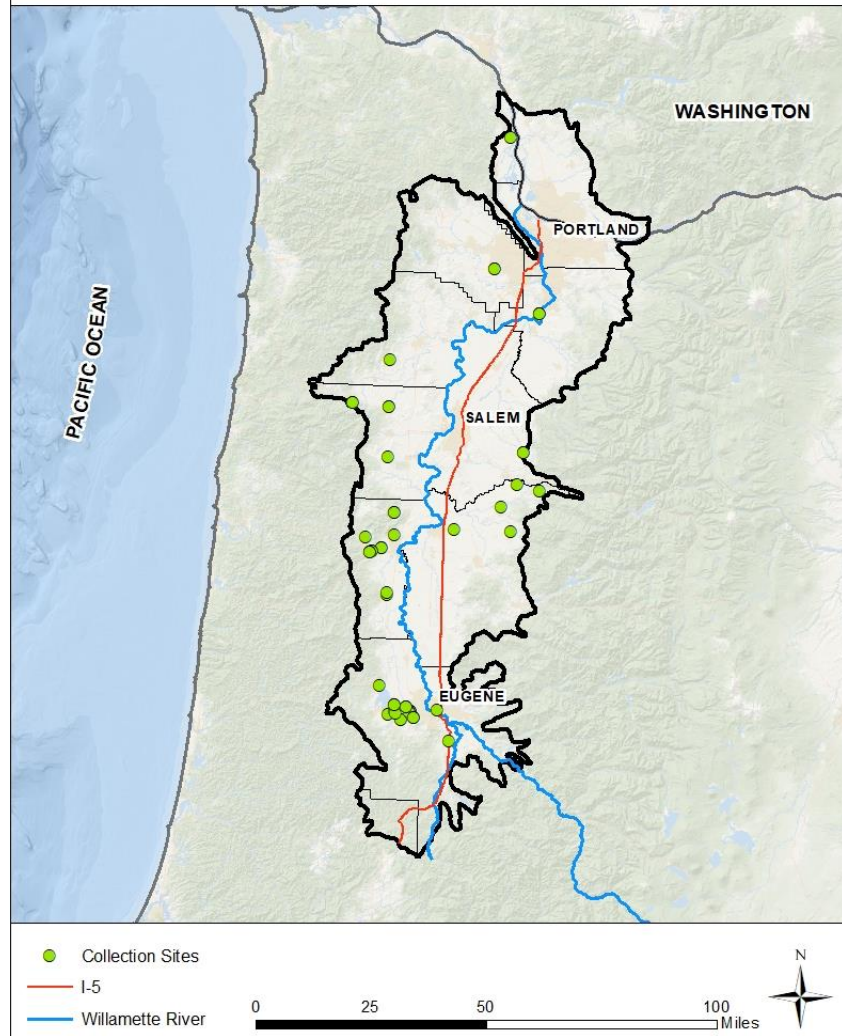 WASHINGTON
PORTLAND
PACIFIC OCEAN
SALEM
EUGENE
Collection Sites
I-5
Willamette River
0 25 50 100
Miles
N